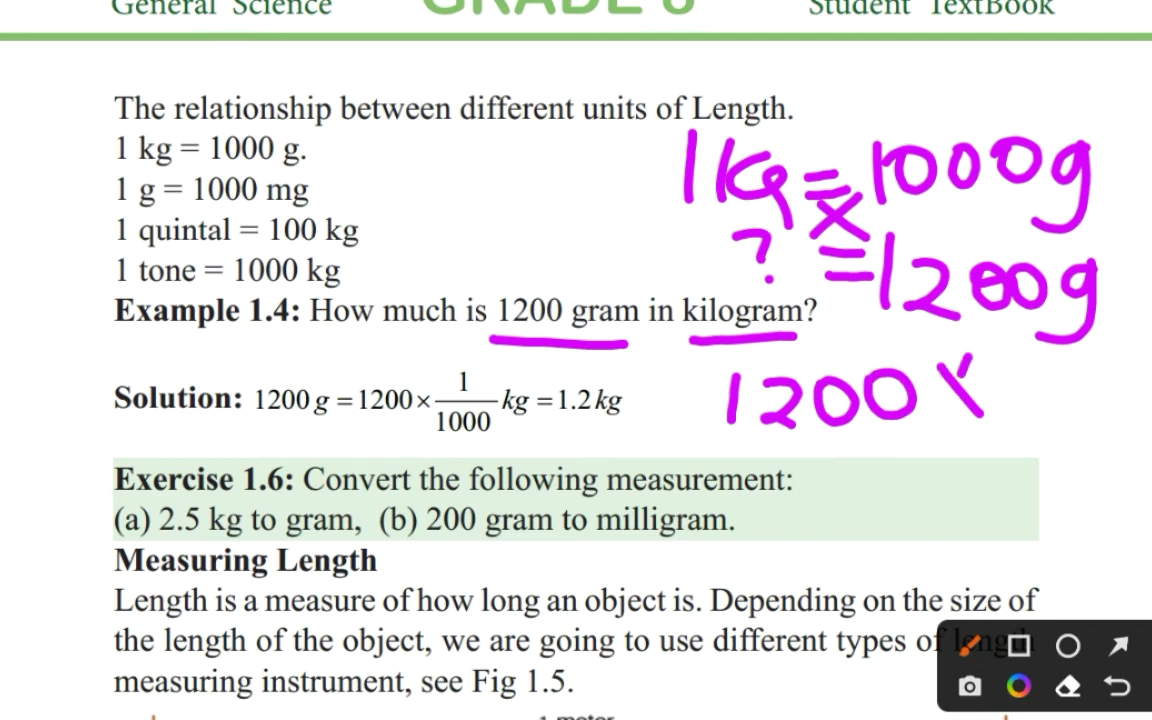 General Science GRADE Student TextBook
The relationship between different units of Length.
1 kg = 1000 g.
1 g = 1000 mg
1 quintal = 100 kg
1 tone = 1000 kg
1kg = 1000g
×
? = 1200g
Example 1.4: How much is 1200 gram in kilogram?
Solution: 1200 g = 1200 × 1/1000 kg = 1.2 kg
1200
Exercise 1.6: Convert the following measurement:
(a) 2.5 kg to gram, (b) 200 gram to milligram.
Measuring Length
Length is a measure of how long an object is. Depending on the size of
the length of the object, we are going to use different types of length
measuring instrument, see Fig 1.5.
1 meter